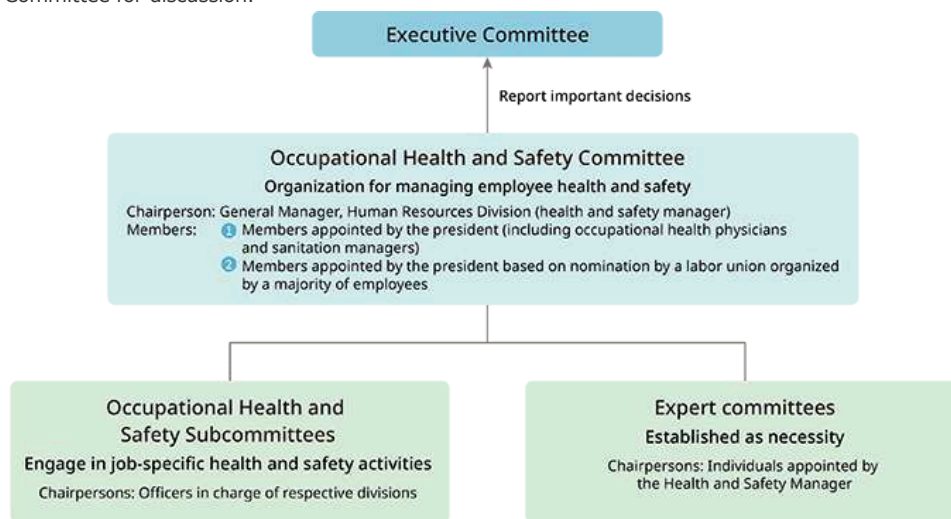 Committee for discussion.
Executive Committee
Report important decisions
Occupational Health and Safety Committee
Organization for managing employee health and safety
Chairperson: General Manager, Human Resources Division (health and safety manager)
Members: 1 Members appointed by the president (including occupational health physicians
and sanitation managers)
2 Members appointed by the president based on nomination by a labor union organized
by a majority of employees
Occupational Health and
Safety Subcommittees
Engage in job-specific health and safety activities
Chairpersons: Officers in charge of respective divisions
Expert committees
Established as necessity
Chairpersons: Individuals appointed by
the Health and Safety Manager